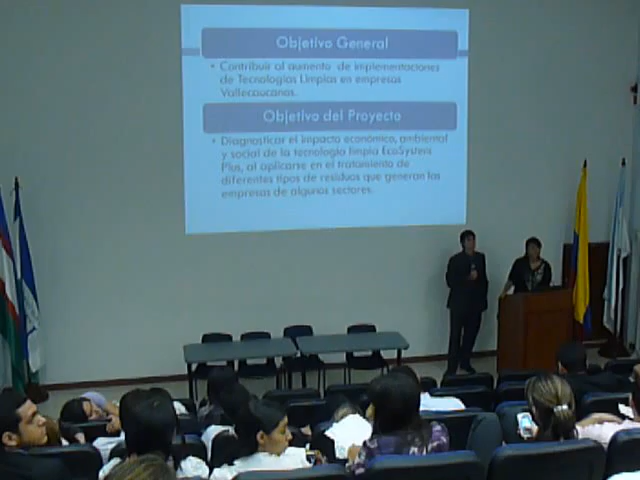 Objetivo General
• Contribuir al aumento de implementaciones
de Tecnologías Limpias en empresas
Vallecaucanas.
Objetivo del Proyecto
• Diagnosticar el impacto económico, ambiental
y social de la tecnología limpia EcoSystem
Plus, al aplicarse en el tratamiento de
diferentes tipos de residuos que generan las
empresas de algunos sectores.